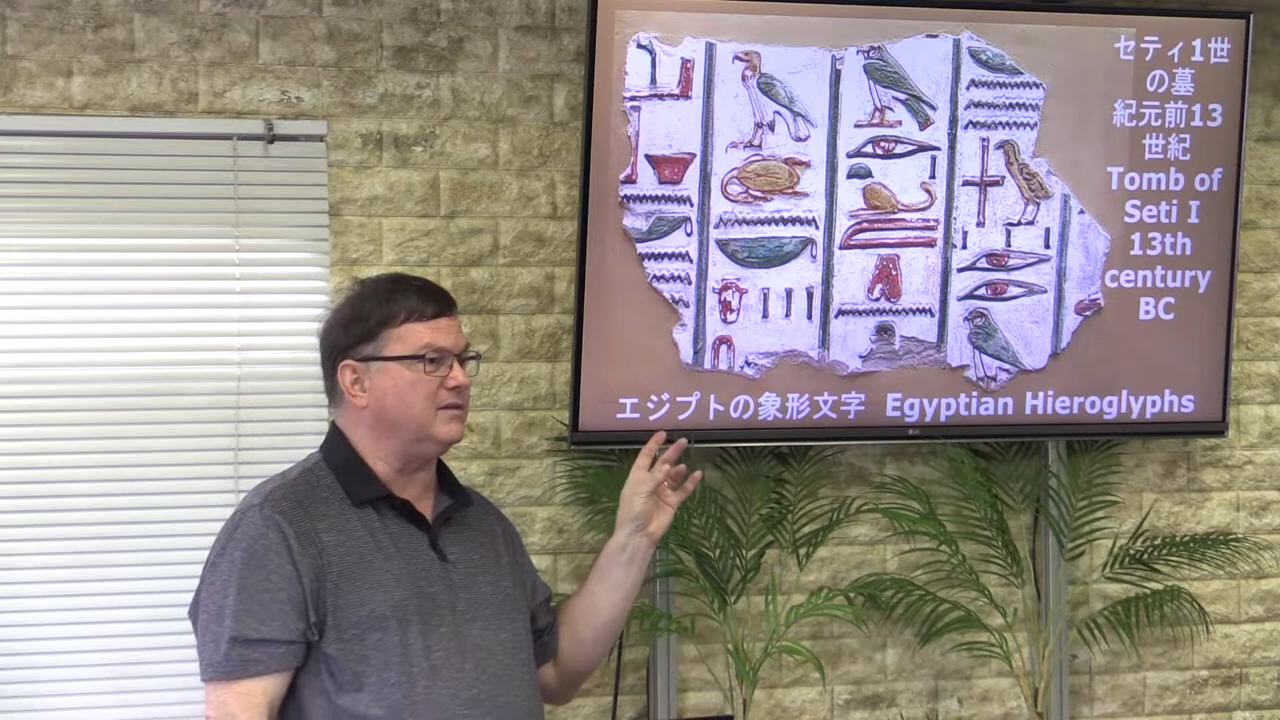 セティ1世
の墓
紀元前13
世紀
Tomb of
Seti I
13th
century
BC
エジプトの象形文字 Egyptian Hieroglyphs
LG